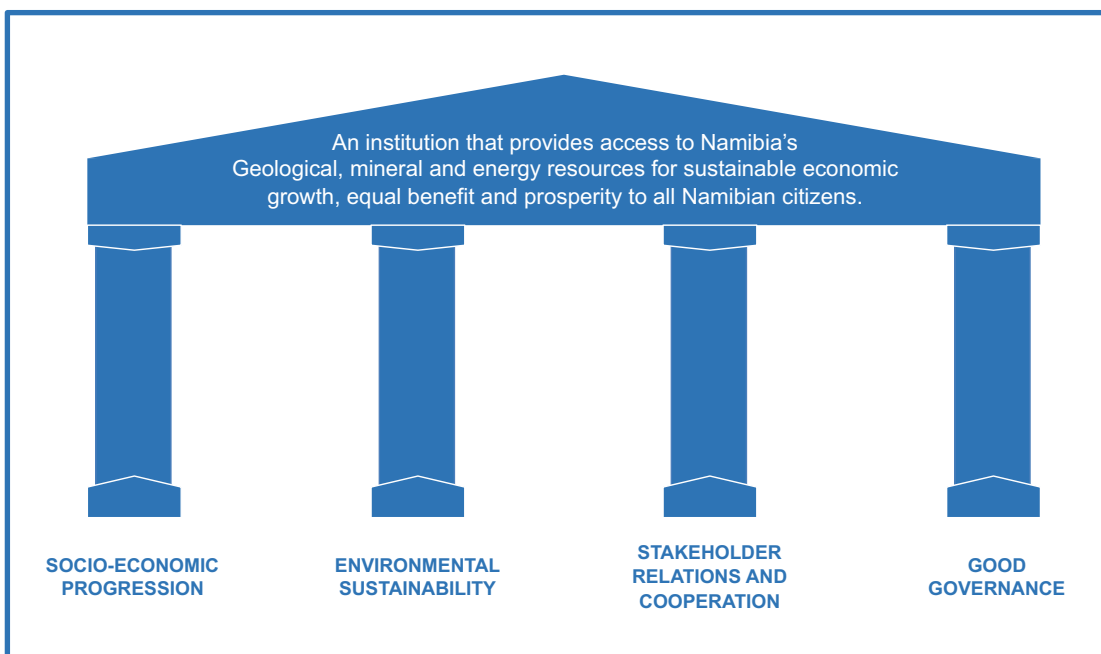 An institution that provides access to Namibia’s
Geological, mineral and energy resources for sustainable economic
growth, equal benefit and prosperity to all Namibian citizens.
SOCIO-ECONOMIC
PROGRESSION
ENVIRONMENTAL
SUSTAINABILITY
STAKEHOLDER
RELATIONS AND
COOPERATION
GOOD
GOVERNANCE